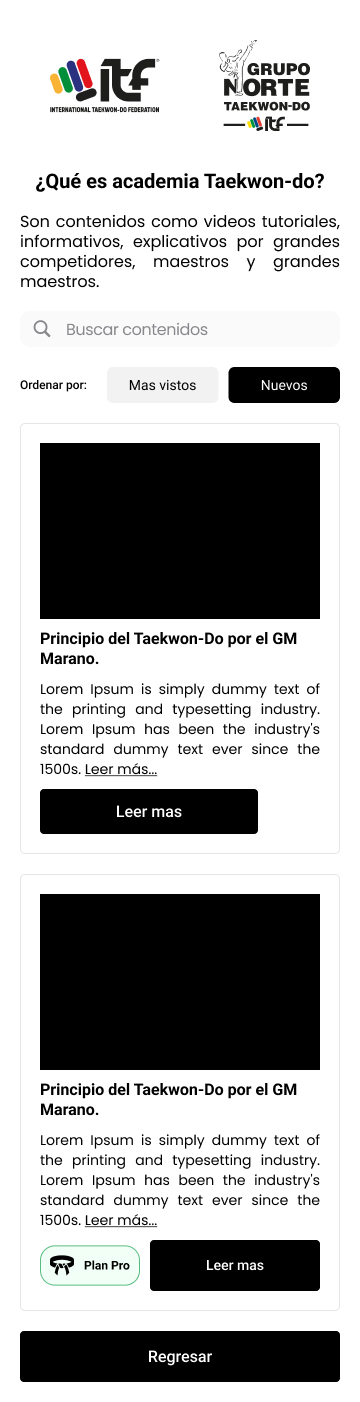 itf
INTERNATIONAL TAEKWON-DO FEDERATION
GRUPO
NORTE
TAEKWON-DO
itf
¿Qué es academia Taekwon-do?
Son contenidos como videos tutoriales,
informativos, explicativos por grandes
competidores, maestros y grandes
maestros.
Buscar contenidos
Ordenar por: Mas vistos Nuevos
Principio del Taekwon-Do por el GM
Marano.
Lorem Ipsum is simply dummy text of
the printing and typesetting industry.
Lorem Ipsum has been the industry's
standard dummy text ever since the
1500s. Leer más...
Leer mas
Principio del Taekwon-Do por el GM
Marano.
Lorem Ipsum is simply dummy text of
the printing and typesetting industry.
Lorem Ipsum has been the industry's
standard dummy text ever since the
1500s. Leer más...
Plan Pro Leer mas
Regresar